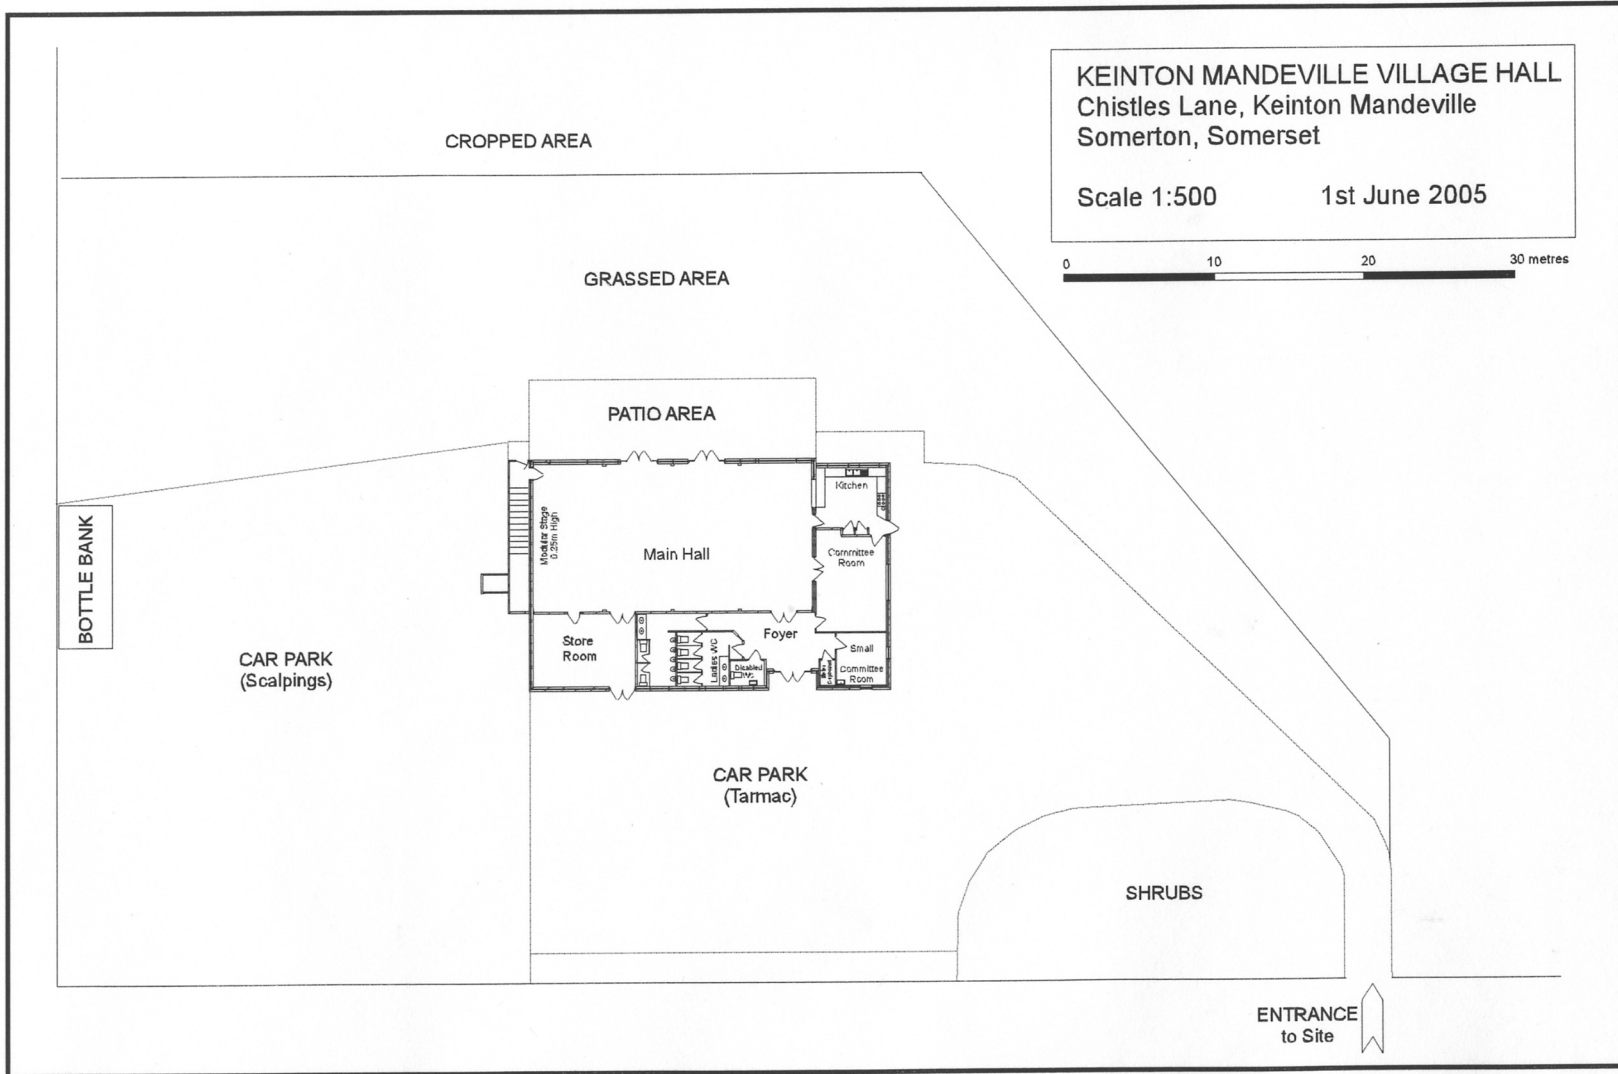 KEINTON MANDEVILLE VILLAGE HALL
Chistles Lane, Keinton Mandeville
Somerton, Somerset
Scale 1:500 1st June 2005
0 10 20 30 metres
CROPPED AREA
GRASSED AREA
PATIO AREA
Kitchen
Modular Stage
0.25m High
Main Hall
Committee
Room
BOTTLE BANK
Store
Room
Foyer
Ladies WC
Disabled
WC
Small
Committee
Room
CAR PARK
(Scalpings)
CAR PARK
(Tarmac)
SHRUBS
ENTRANCE
to Site